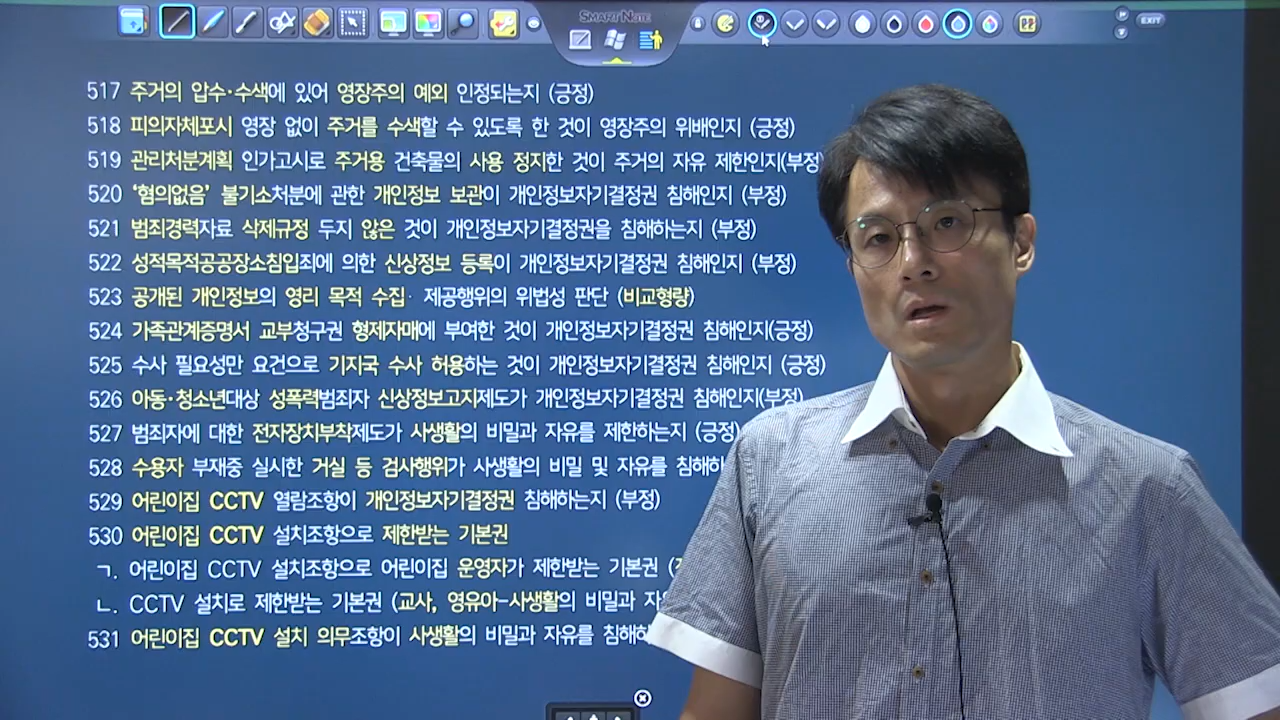 SMART NOTE
EXIT
517 주거의 압수·수색에 있어 영장주의 예외 인정되는지 (긍정)
518 피의자체포시 영장 없이 주거를 수색할 수 있도록 한 것이 영장주의 위배인지 (긍정)
519 관리처분계획 인가고시로 주거용 건축물의 사용 정지한 것이 주거의 자유 제한인지(부정)
520 ‘혐의없음’ 불기소처분에 관한 개인정보 보관이 개인정보자기결정권 침해인지 (부정)
521 범죄경력자료 삭제규정 두지 않은 것이 개인정보자기결정권을 침해하는지 (부정)
522 성적목적공공장소침입죄에 의한 신상정보 등록이 개인정보자기결정권 침해인지 (부정)
523 공개된 개인정보의 영리 목적 수집· 제공행위의 위법성 판단 (비교형량)
524 가족관계증명서 교부청구권 형제자매에 부여한 것이 개인정보자기결정권 침해인지(긍정)
525 수사 필요성만 요건으로 기지국 수사 허용하는 것이 개인정보자기결정권 침해인지 (긍정)
526 아동·청소년대상 성폭력범죄자 신상정보고지제도가 개인정보자기결정권 침해인지(부정)
527 범죄자에 대한 전자장치부착제도가 사생활의 비밀과 자유를 제한하는지 (긍정)
528 수용자 부재중 실시한 거실 등 검사행위가 사생활의 비밀 및 자유를 침해하
529 어린이집 CCTV 열람조항이 개인정보자기결정권 침해하는지 (부정)
530 어린이집 CCTV 설치조항으로 제한받는 기본권
ㄱ. 어린이집 CCTV 설치조항으로 어린이집 운영자가 제한받는 기본권 (
ㄴ. CCTV 설치로 제한받는 기본권 (교사, 영유아-사생활의 비밀과 자
531 어린이집 CCTV 설치 의무조항이 사생활의 비밀과 자유를 침해하